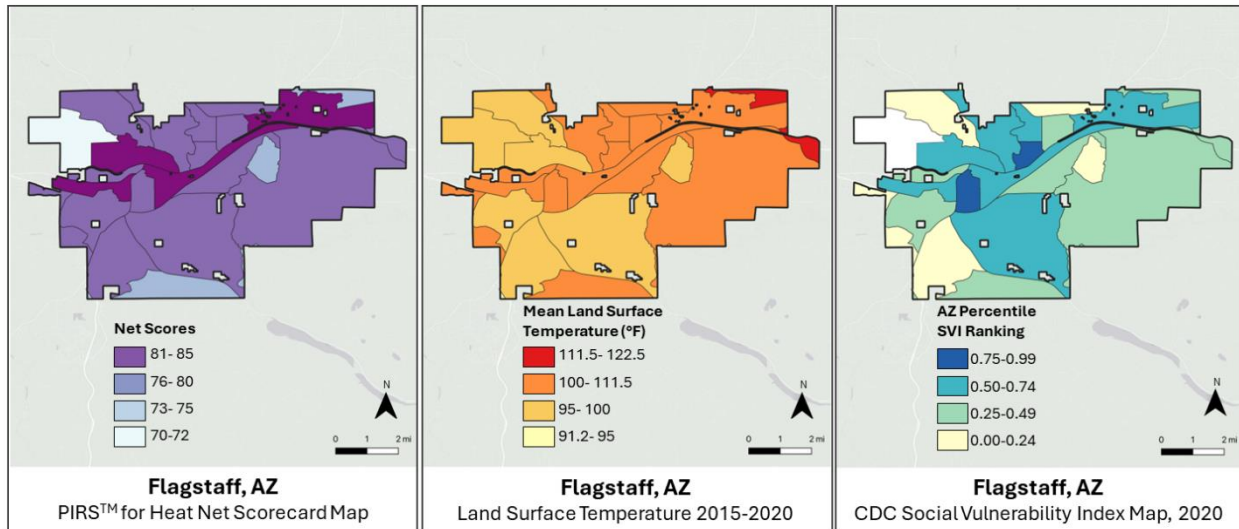 Net Scores
81- 85
76- 80
73- 75
70-72
N
0 1 2 mi
Flagstaff, AZ
PIRS™ for Heat Net Scorecard Map
Mean Land Surface
Temperature (°F)
111.5- 122.5
100- 111.5
95- 100
91.2- 95
N
0 1 2 mi
Flagstaff, AZ
Land Surface Temperature 2015-2020
AZ Percentile
SVI Ranking
0.75-0.99
0.50-0.74
0.25-0.49
0.00-0.24
N
0 1 2 mi
Flagstaff, AZ
CDC Social Vulnerability Index Map, 2020